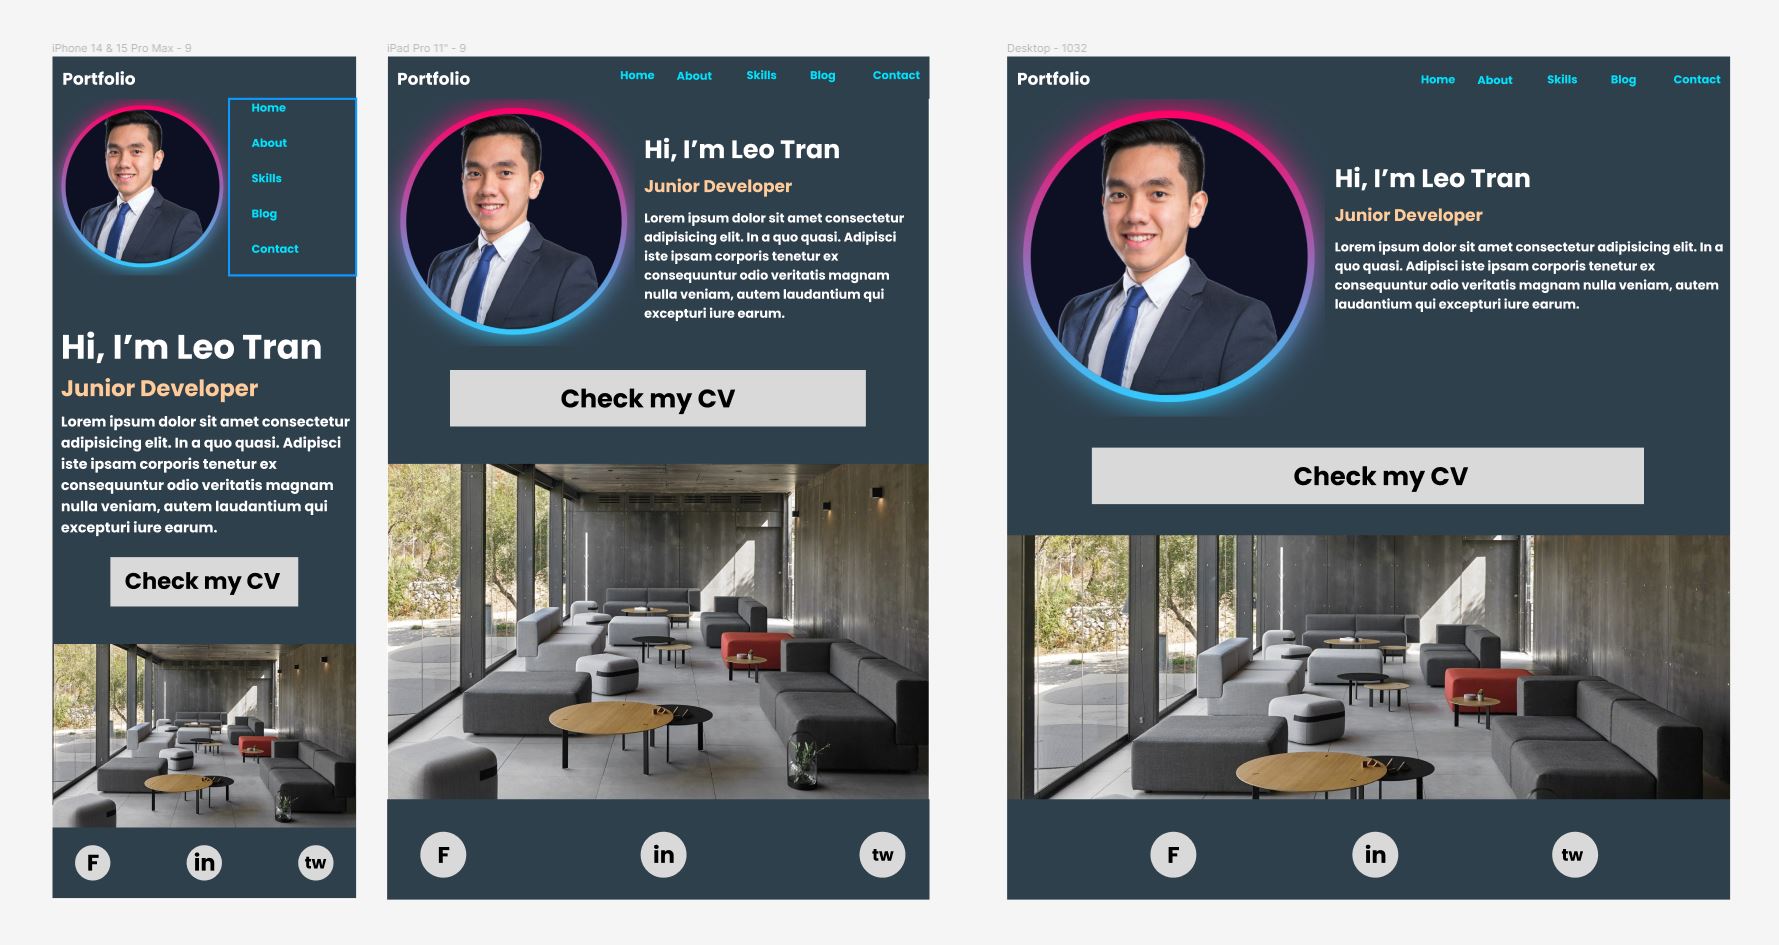 iPhone 14 & 15 Pro Max - 9
Portfolio
Home
About
Skills
Blog
Contact
Hi, I’m Leo Tran
Junior Developer
Lorem ipsum dolor sit amet consectetur
adipisicing elit. In a quo quasi. Adipisci
iste ipsam corporis tenetur ex
consequuntur odio veritatis magnam
nulla veniam, autem laudantium qui
excepturi iure earum.
Check my CV
F
in
tw
iPad Pro 11" - 9
Portfolio
Home About Skills Blog Contact
Hi, I’m Leo Tran
Junior Developer
Lorem ipsum dolor sit amet consectetur
adipisicing elit. In a quo quasi. Adipisci
iste ipsam corporis tenetur ex
consequuntur odio veritatis magnam
nulla veniam, autem laudantium qui
excepturi iure earum.
Check my CV
F
in
tw
Desktop - 1032
Portfolio
Home About Skills Blog Contact
Hi, I’m Leo Tran
Junior Developer
Lorem ipsum dolor sit amet consectetur adipisicing elit. In a
quo quasi. Adipisci iste ipsam corporis tenetur ex
consequuntur odio veritatis magnam nulla veniam, autem
laudantium qui excepturi iure earum.
Check my CV
F
in
tw